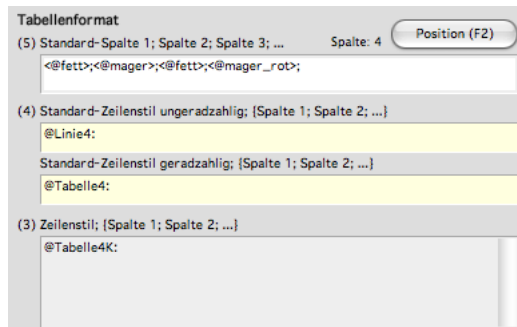 Tabellenformat
(5) Standard-Spalte 1; Spalte 2; Spalte 3; ... Spalte: 4 Position (F2)
<@fett>;<@mager>;<@fett>;<@mager_rot>;
(4) Standard-Zeilenstil ungeradzahlig; {Spalte 1; Spalte 2; ...}
@Linie4:
Standard-Zeilenstil geradzahlig; {Spalte 1; Spalte 2; ...}
@Tabelle4:
(3) Zeilenstil; {Spalte 1; Spalte 2; ...}
@Tabelle4K: